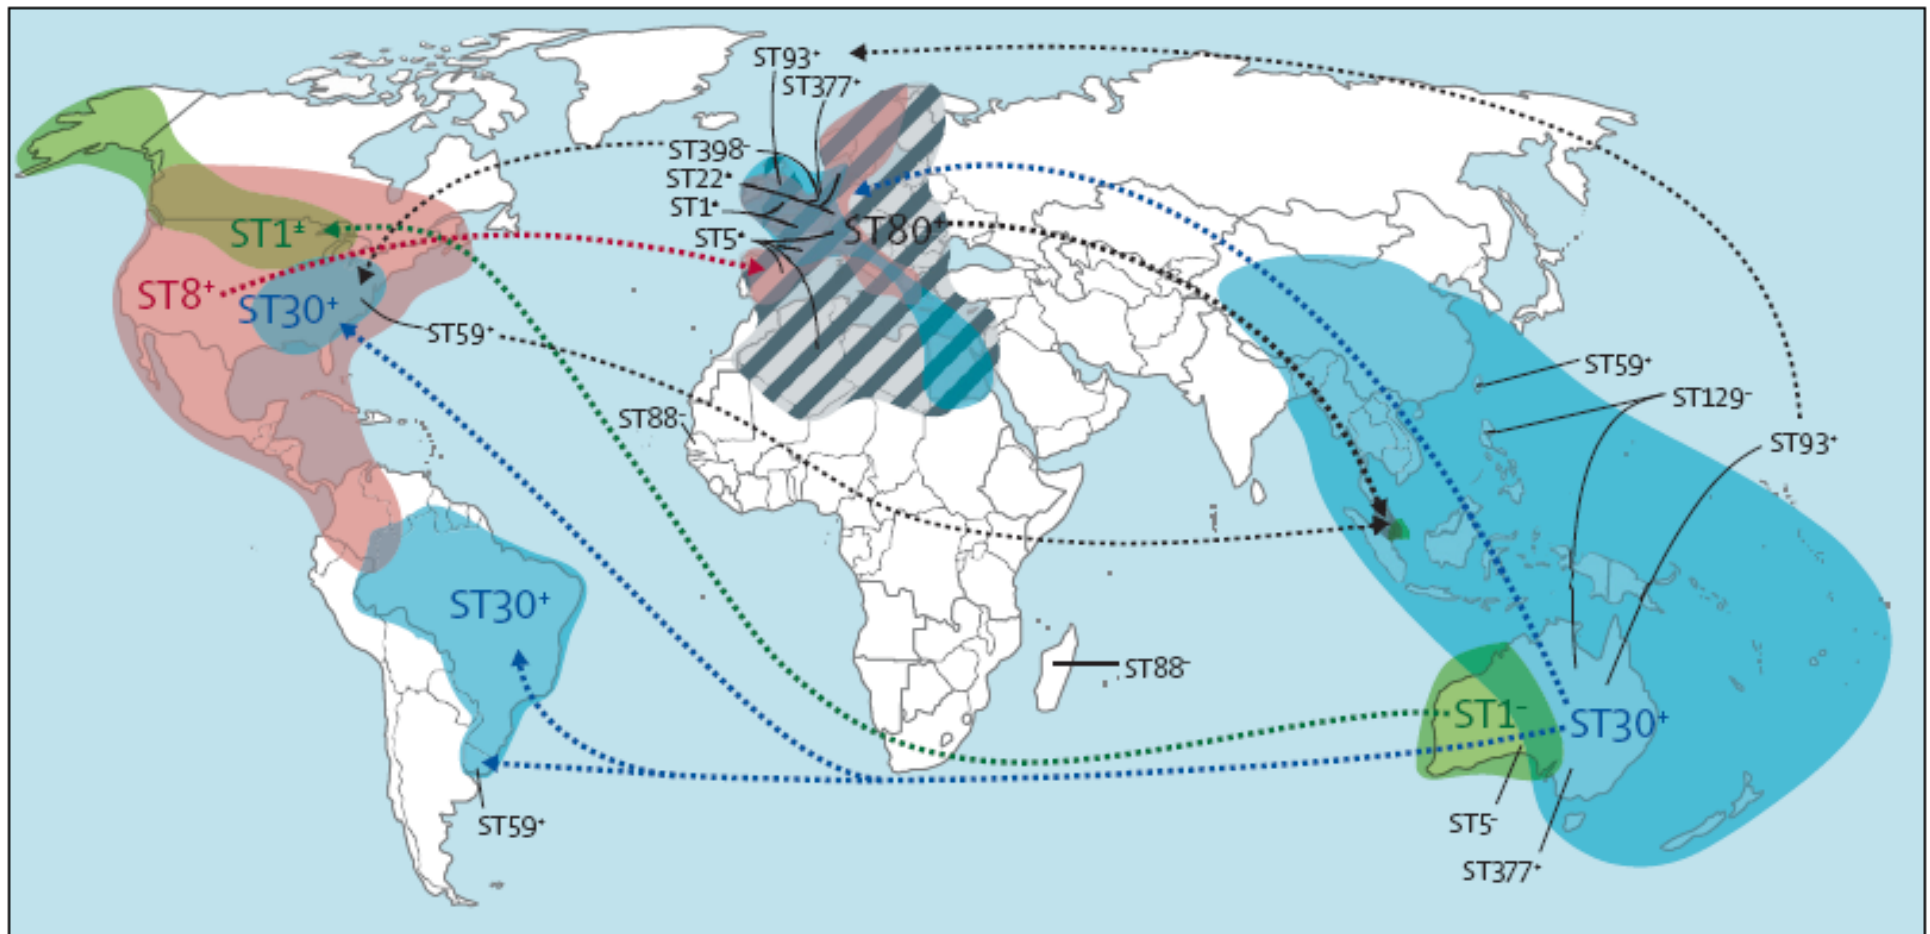 ST93⁺
ST377⁺
ST398⁻
ST22⁺
ST1⁺
ST5⁺
ST80⁺
ST1±
ST8⁺
ST30⁺
ST59⁺
ST88⁻
ST59⁺
ST129⁻
ST93⁺
ST30⁺
ST88⁻
ST1⁻
ST30⁺
ST59⁺
ST5⁻
ST377⁺